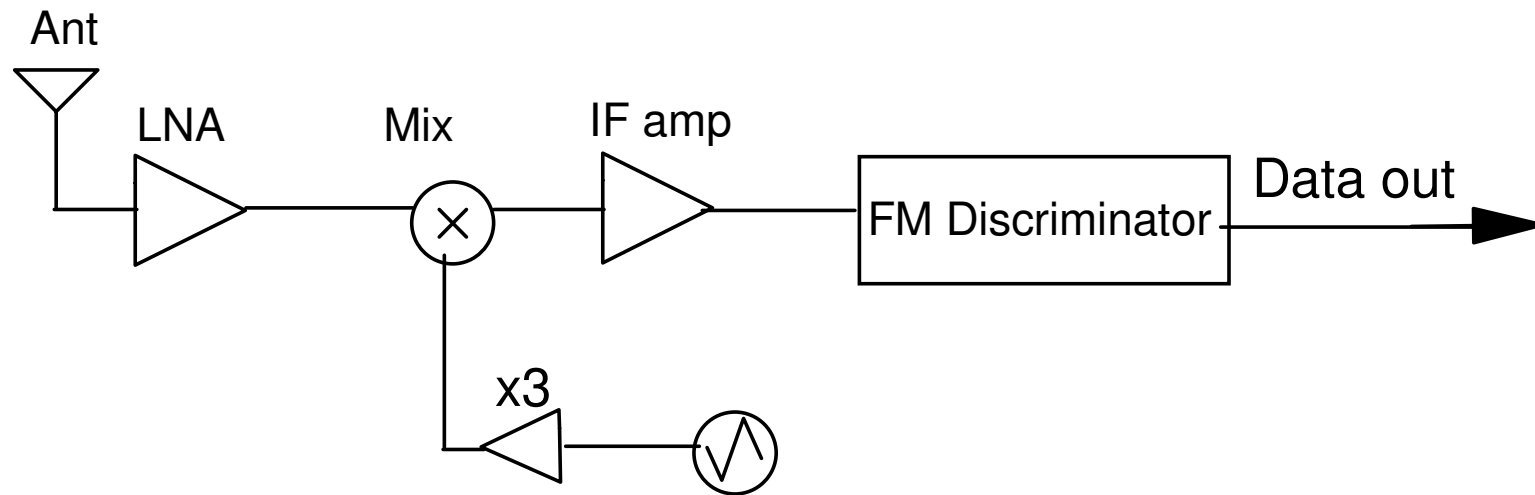 Ant
LNA
Mix
IF amp
FM Discriminator
Data out
x3